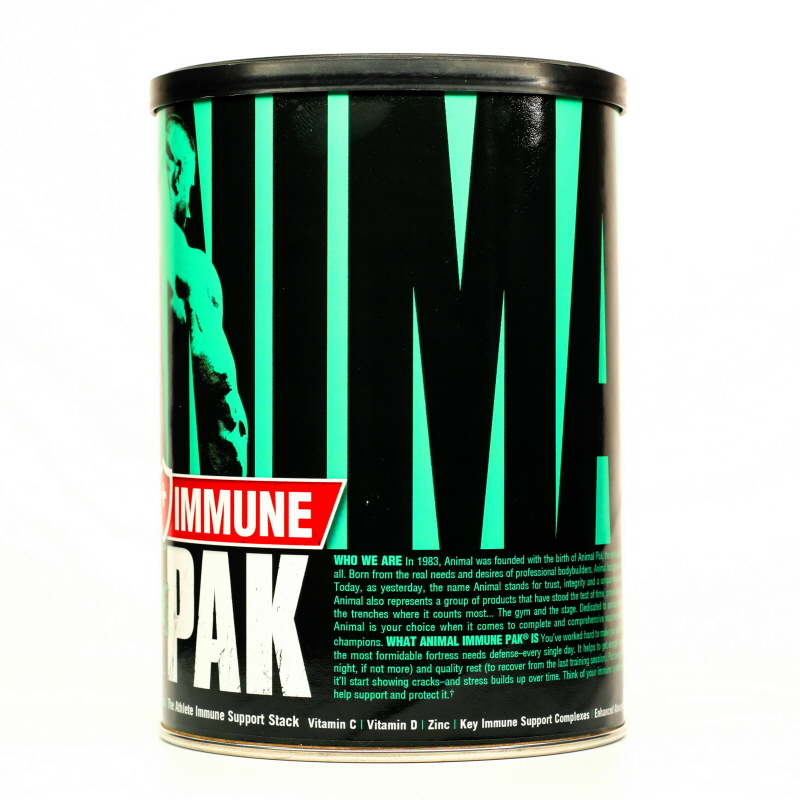 NIMA
IMMUNE
PAK
WHO WE ARE In 1983, Animal was founded with the birth of Animal Pak,
all. Born from the real needs and desires of professional bodybuilders, Animal
Today, as yesterday, the name Animal stands for trust, integrity and a
Animal also represents a group of products that have stood the test of time,
the trenches where it counts most... The gym and the stage. Dedicated to
Animal is your choice when it comes to complete and comprehensive
champions. WHAT ANIMAL IMMUNE PAK® IS You've worked hard to
the most formidable fortress needs defense–every single day. It helps to get
night, if not more) and quality rest (to recover from the last training session).
it'll start showing cracks–and stress builds up over time. Think of your immune
help support and protect it.†
The Athlete Immune Support Stack Vitamin C | Vitamin D | Zinc | Key Immune Support Complexes | Enhanced